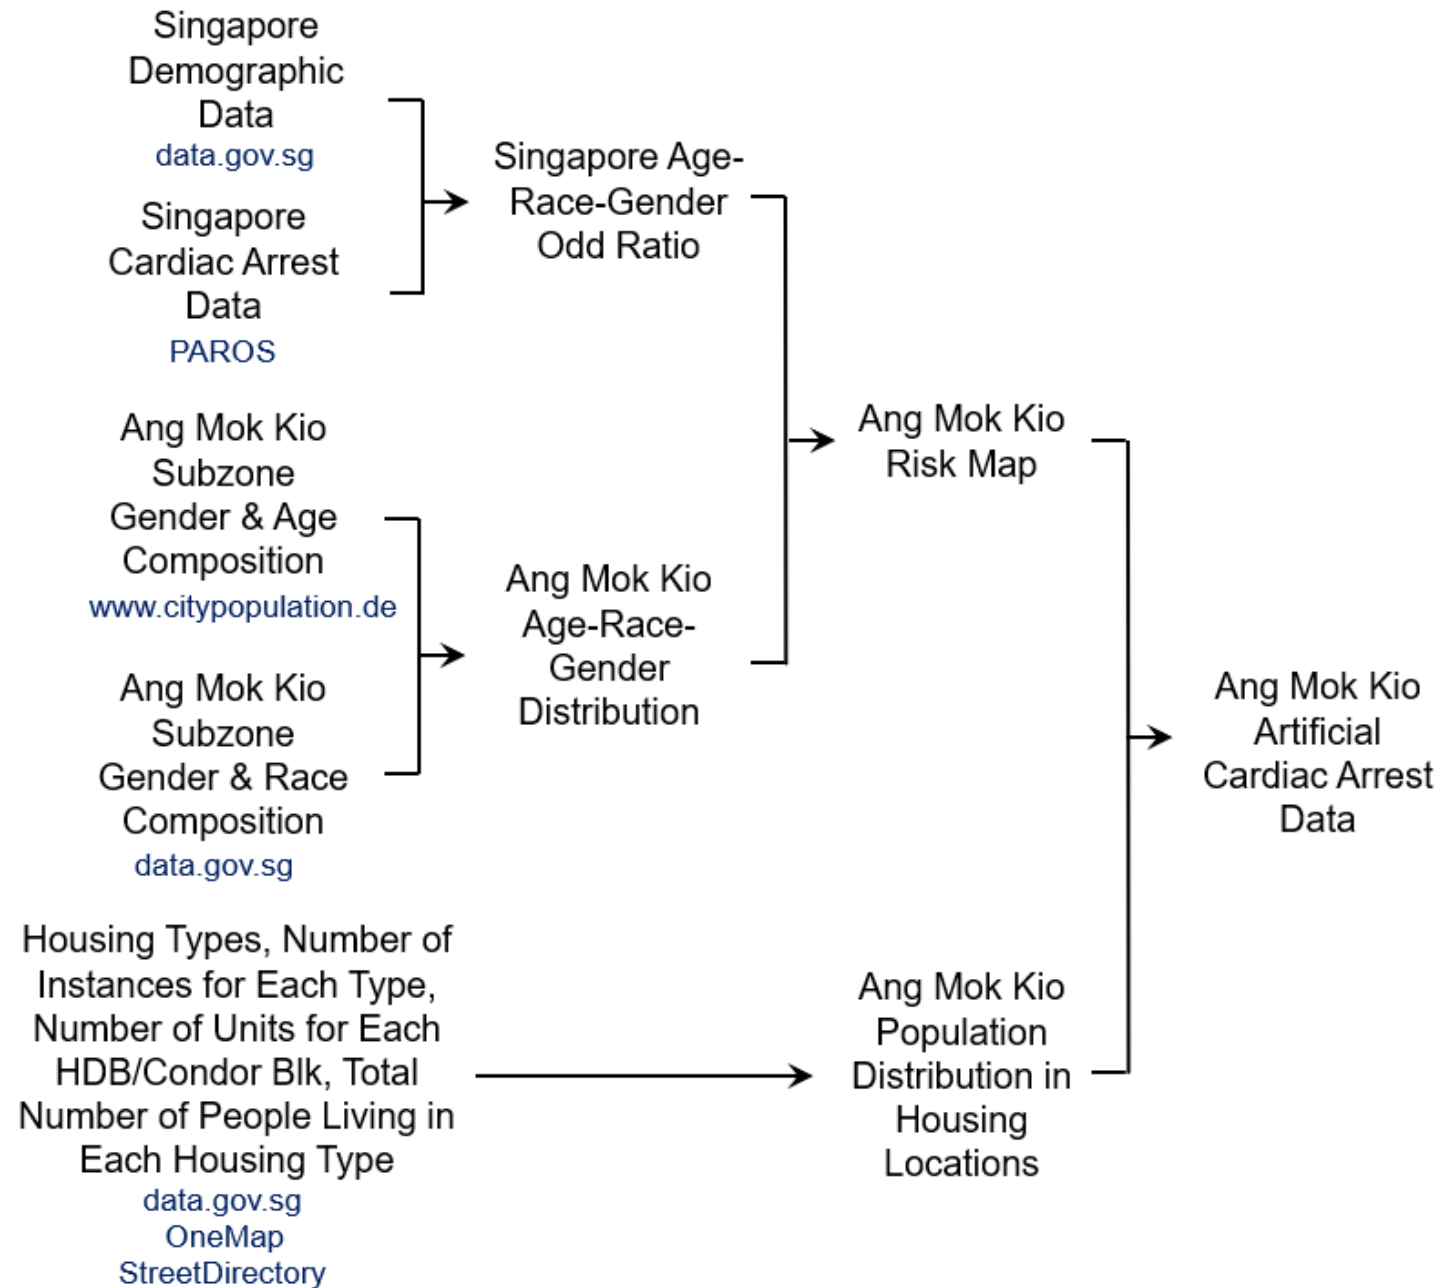 Singapore
Demographic
Data
data.gov.sg
Singapore
Cardiac Arrest
Data
PAROS
Singapore Age-
Race-Gender
Odd Ratio
Ang Mok Kio
Subzone
Gender & Age
Composition
www.citypopulation.de
Ang Mok Kio
Subzone
Gender & Race
Composition
data.gov.sg
Ang Mok Kio
Age-Race-
Gender
Distribution
Ang Mok Kio
Risk Map
Housing Types, Number of
Instances for Each Type,
Number of Units for Each
HDB/Condor Blk, Total
Number of People Living in
Each Housing Type
data.gov.sg
OneMap
StreetDirectory
Ang Mok Kio
Population
Distribution in
Housing
Locations
Ang Mok Kio
Artificial
Cardiac Arrest
Data